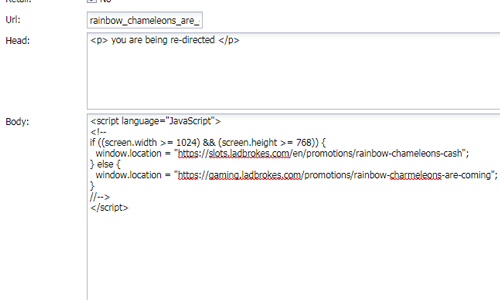 No
Url:
rainbow_chameleons_are_
Head:
<p> you are being re-directed </p>
Body:
<script language="JavaScript">
<!--
if ((screen.width >= 1024) && (screen.height >= 768)) {
window.location = "https://slots.ladbrokes.com/en/promotions/rainbow-chameleons-cash";
} else {
window.location = "https://gaming.ladbrokes.com/promotions/rainbow-charmeleons-are-coming";
}
//-->
</script>